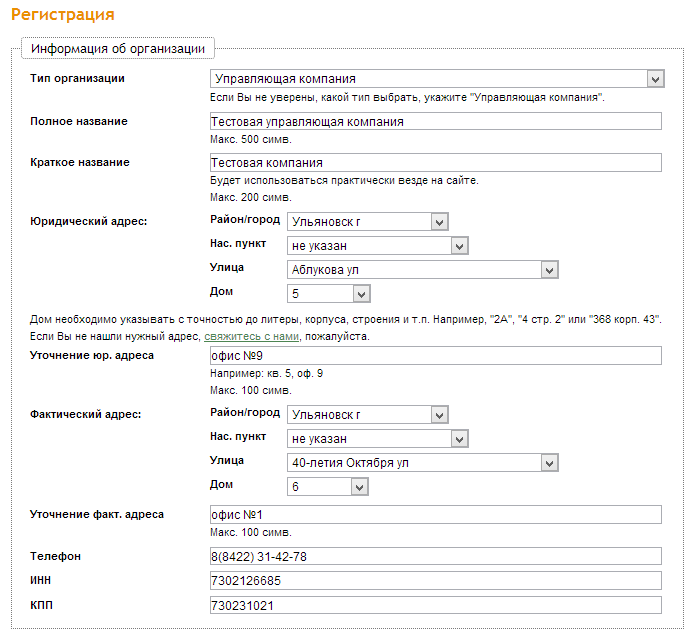 Регистрация
Информация об организации
Тип организации Управляющая компания
Если Вы не уверены, какой тип выбрать, укажите "Управляющая компания".
Полное название Тестовая управляющая компания
Макс. 500 симв.
Краткое название Тестовая компания
Будет использоваться практически везде на сайте.
Макс. 200 симв.
Юридический адрес: Район/город Ульяновск г
Нас. пункт не указан
Улица Аблукова ул
Дом 5
Дом необходимо указывать с точностью до литеры, корпуса, строения и т.п. Например, "2А", "4 стр. 2" или "368 корп. 43".
Если Вы не нашли нужный адрес, свяжитесь с нами, пожалуйста.
Уточнение юр. адреса офис №9
Например: кв. 5, оф. 9
Макс. 100 симв.
Фактический адрес: Район/город Ульяновск г
Нас. пункт не указан
Улица 40-летия Октября ул
Дом 6
Уточнение факт. адреса офис №1
Макс. 100 симв.
Телефон 8(8422) 31-42-78
ИНН 7302126685
КПП 730231021